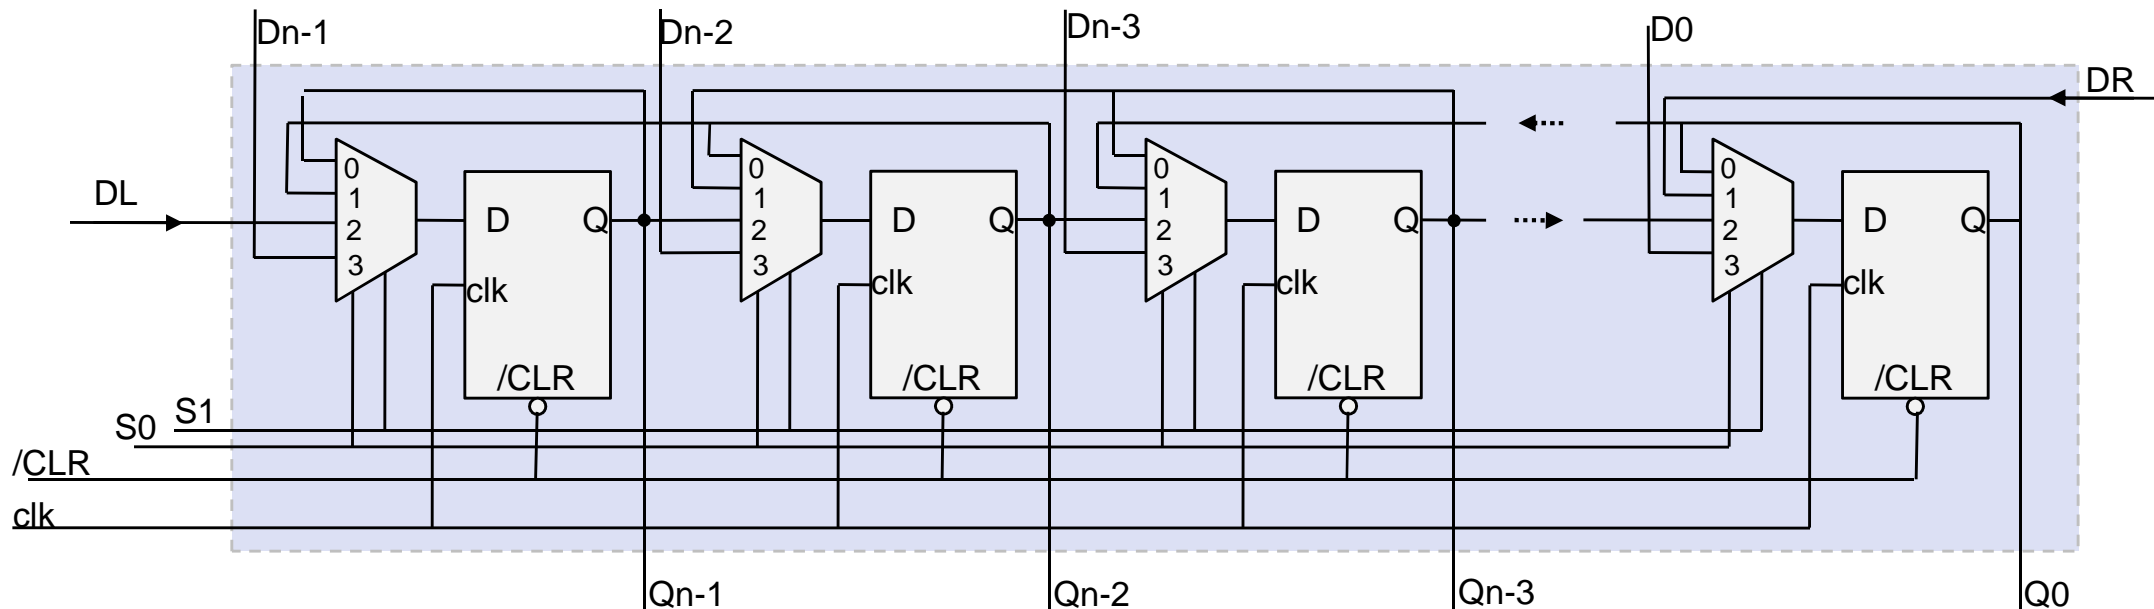 Dn-1
Dn-2
Dn-3
D0
DR
DL
0
1
2
3
D
Q
clk
/CLR
0
1
2
3
D
Q
clk
/CLR
0
1
2
3
D
Q
clk
/CLR
0
1
2
3
D
Q
clk
/CLR
S1
S0
/CLR
clk
Qn-1
Qn-2
Qn-3
Q0